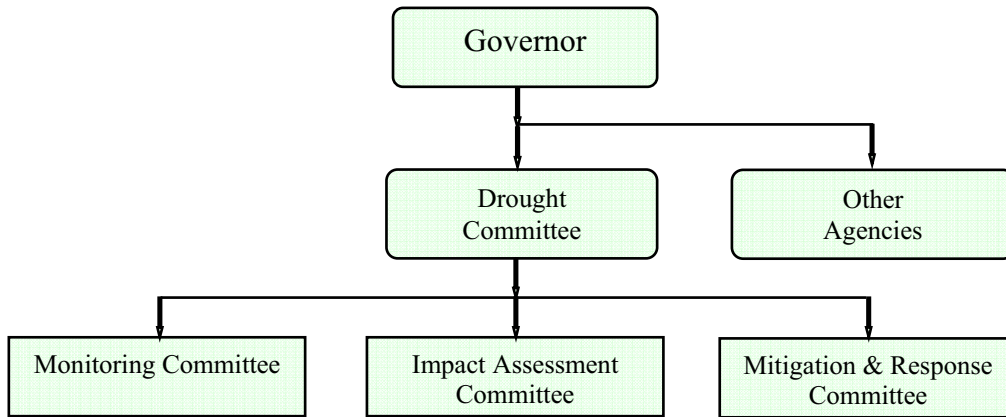 Governor
Drought
Committee
Other
Agencies
Monitoring Committee
Impact Assessment
Committee
Mitigation & Response
Committee